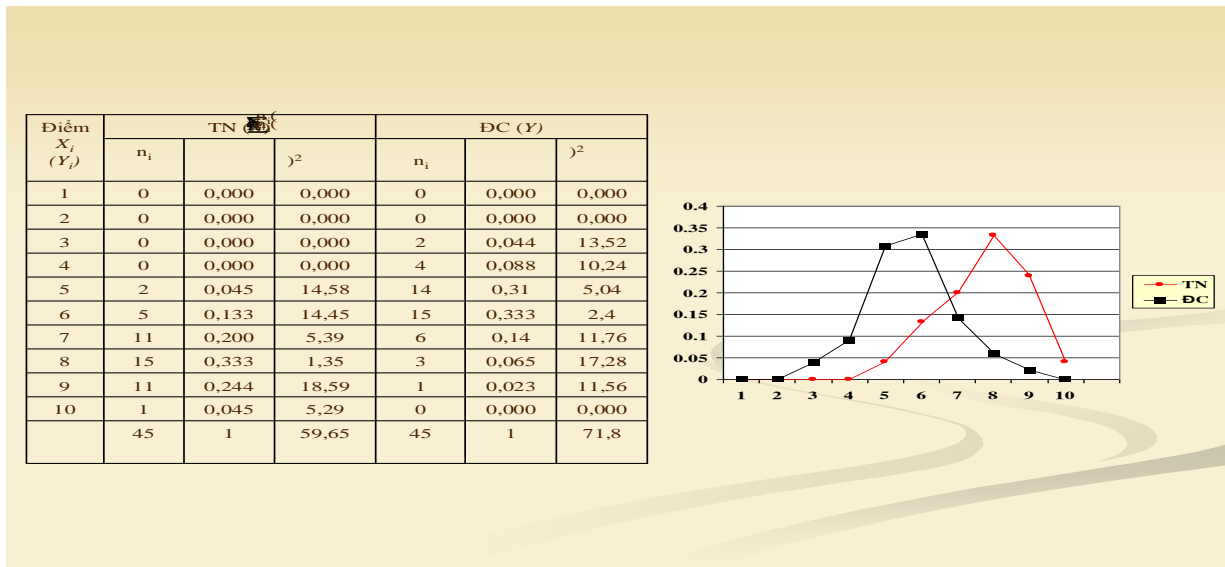 Điểm TN ( ) ĐC (Y)
X_i (Y_i) n_i )² n_i )²
1 0 0,000 0,000 0 0,000 0,000
2 0 0,000 0,000 0 0,000 0,000
3 0 0,000 0,000 2 0,044 13,52
4 0 0,000 0,000 4 0,088 10,24
5 2 0,045 14,58 14 0,31 5,04
6 5 0,133 14,45 15 0,333 2,4
7 11 0,200 5,39 6 0,14 11,76
8 15 0,333 1,35 3 0,065 17,28
9 11 0,244 18,59 1 0,023 11,56
10 1 0,045 5,29 0 0,000 0,000
45 1 59,65 45 1 71,8
0.4
0.35
0.3
0.25
0.2
0.15
0.1
0.05
0
1 2 3 4 5 6 7 8 9 10
TN
ĐC